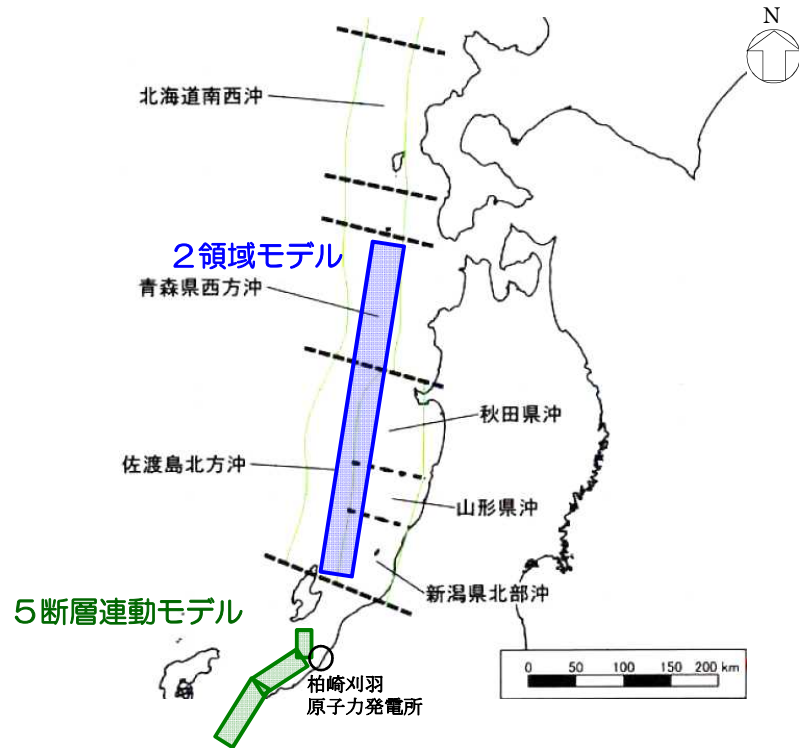 N
北海道南西沖
2領域モデル
青森県西方沖
秋田県沖
佐渡島北方沖
山形県沖
新潟県北部沖
5断層連動モデル
柏崎刈羽
原子力発電所
0 50 100 150 200 km